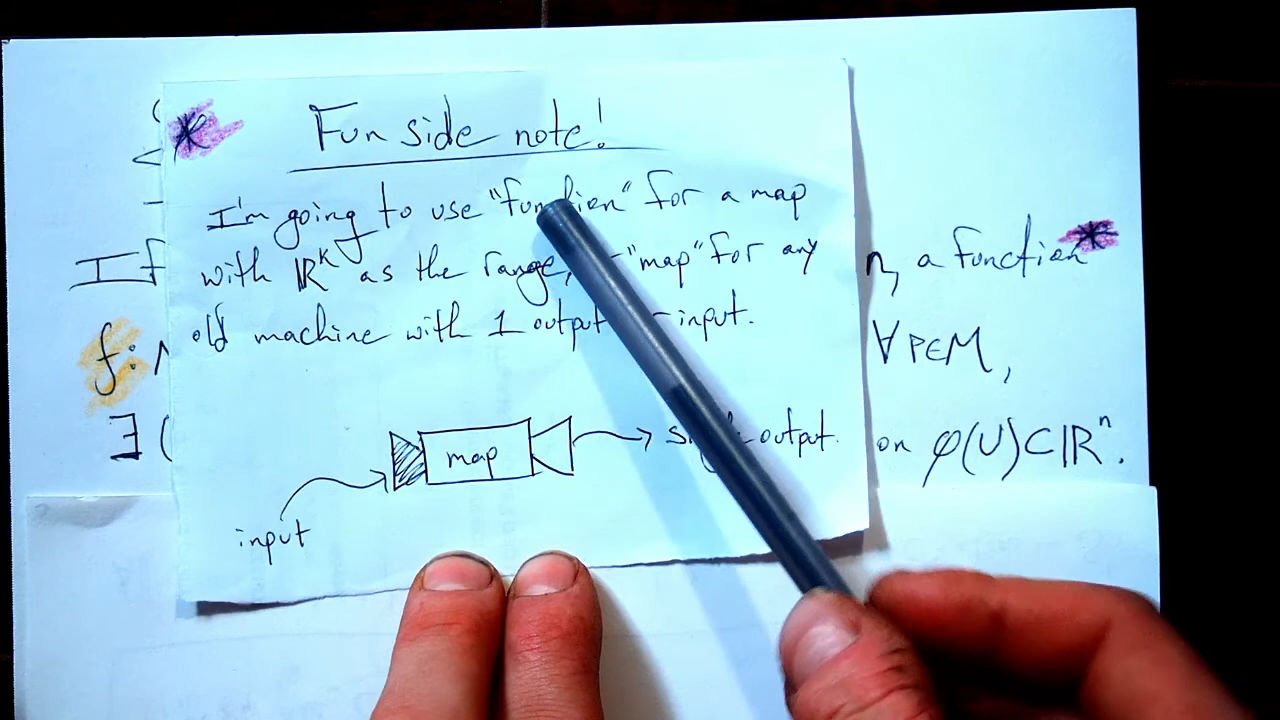 * Fun side note!
I'm going to use "function" for a map
with ℝᵏ as the range, "map" for any
old machine with 1 output input.
map
output
input
If
, a function*
f:
∀ p∈M,
∃ (
on φ(U)⊂ℝⁿ.